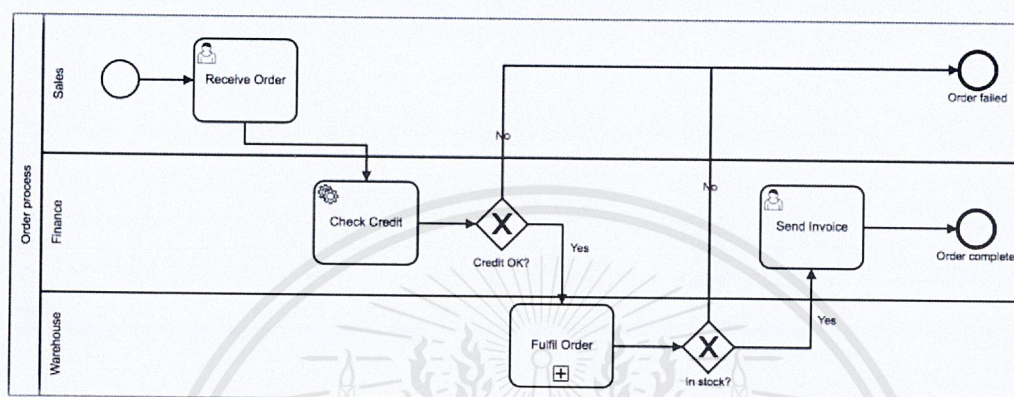 Order process
Sales
Receive Order
Order failed
No
Finance
Check Credit
Credit OK?
Yes
No
Send Invoice
Order complete
Warehouse
Fulfil Order
In stock?
Yes